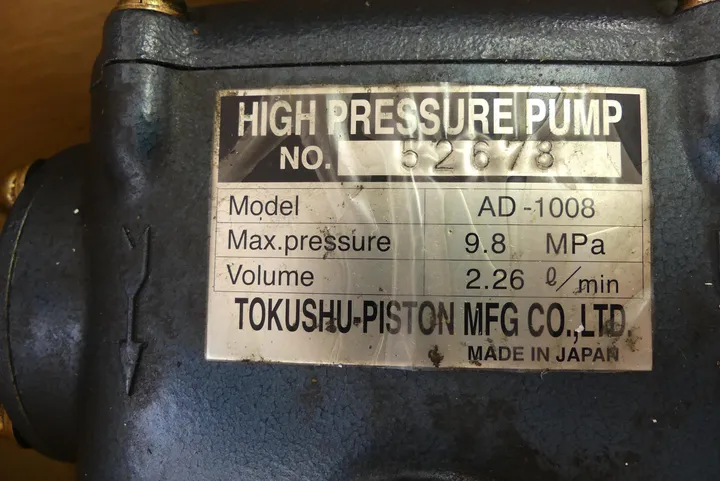 HIGH PRESSURE PUMP
NO. 52678
Model AD-1008
Max.pressure 9.8 MPa
Volume 2.26 ℓ/min
TOKUSHU-PISTON MFG CO.,LTD.
MADE IN JAPAN